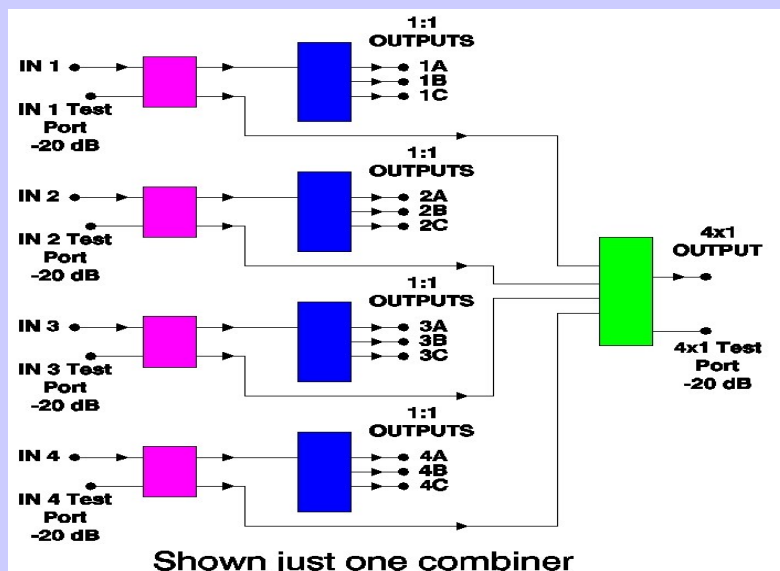 1:1
OUTPUTS
IN 1
1A
1B
1C
IN 1 Test
Port
-20 dB
1:1
OUTPUTS
IN 2
2A
2B
2C
IN 2 Test
Port
-20 dB
4x1
OUTPUT
1:1
OUTPUTS
IN 3
3A
3B
3C
IN 3 Test
Port
-20 dB
4x1 Test
Port
-20 dB
1:1
OUTPUTS
IN 4
4A
4B
4C
IN 4 Test
Port
-20 dB
Shown just one combiner